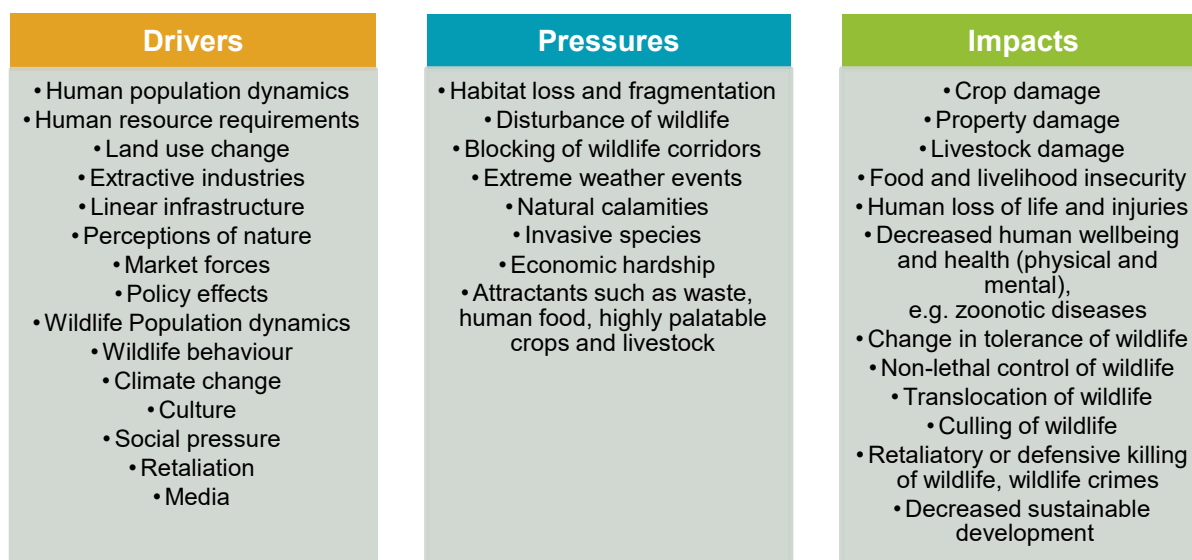 Drivers
• Human population dynamics
• Human resource requirements
• Land use change
• Extractive industries
• Linear infrastructure
• Perceptions of nature
• Market forces
• Policy effects
• Wildlife Population dynamics
• Wildlife behaviour
• Climate change
• Culture
• Social pressure
• Retaliation
• Media
Pressures
• Habitat loss and fragmentation
• Disturbance of wildlife
• Blocking of wildlife corridors
• Extreme weather events
• Natural calamities
• Invasive species
• Economic hardship
• Attractants such as waste,
human food, highly palatable
crops and livestock
Impacts
• Crop damage
• Property damage
• Livestock damage
• Food and livelihood insecurity
• Human loss of life and injuries
• Decreased human wellbeing
and health (physical and
mental),
e.g. zoonotic diseases
• Change in tolerance of wildlife
• Non-lethal control of wildlife
• Translocation of wildlife
• Culling of wildlife
• Retaliatory or defensive killing
of wildlife, wildlife crimes
• Decreased sustainable
development